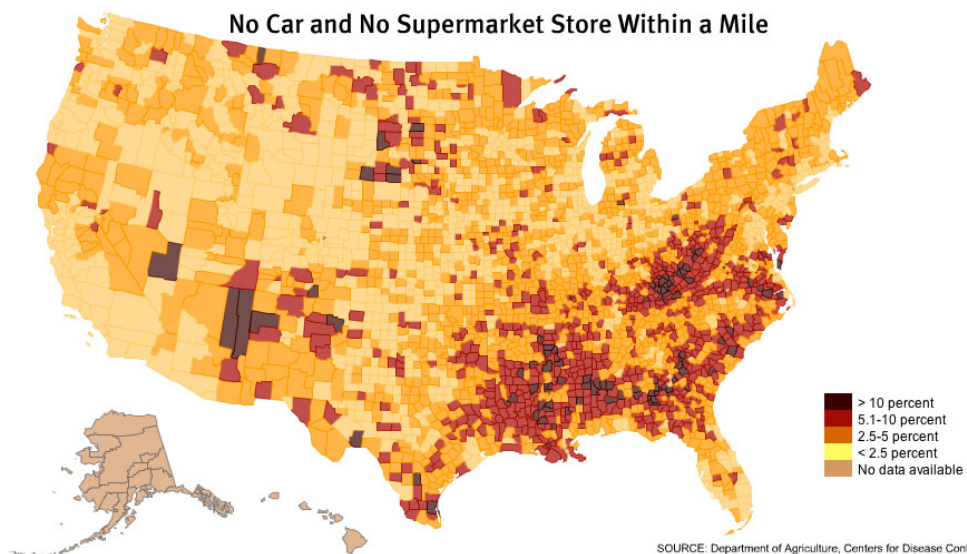 No Car and No Supermarket Store Within a Mile
> 10 percent
5.1-10 percent
2.5-5 percent
< 2.5 percent
No data available
SOURCE: Department of Agriculture, Centers for Disease Cont